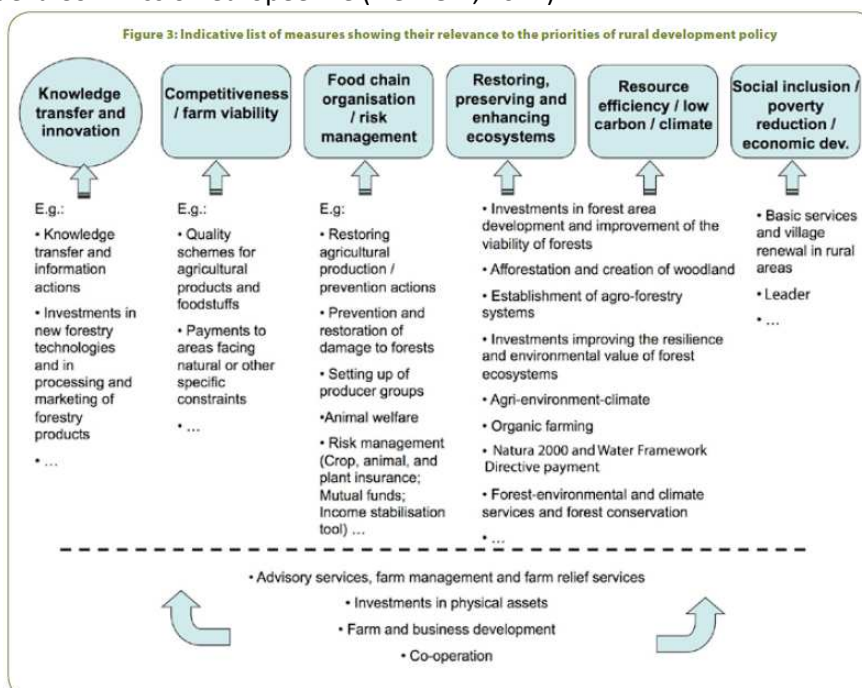 Figure 3: Indicative list of measures showing their relevance to the priorities of rural development policy
Knowledge
transfer and
innovation
Competitiveness
/ farm viability
Food chain
organisation
/ risk
management
Restoring,
preserving and
enhancing
ecosystems
Resource
efficiency / low
carbon / climate
Social inclusion /
poverty
reduction /
economic dev.
E.g.:
• Knowledge
transfer and
information
actions
• Investments in
new forestry
technologies
and in
processing and
marketing of
forestry
products
• ...
E.g.:
• Quality
schemes for
agricultural
products and
foodstuffs
• Payments to
areas facing
natural or other
specific
constraints
• ...
E.g:
• Restoring
agricultural
production /
prevention actions
• Prevention and
restoration of
damage to forests
• Setting up of
producer groups
•Animal welfare
• Risk management
(Crop, animal, and
plant insurance;
Mutual funds;
Income stabilisation
tool) ...
• Investments in forest area
development and improvement of the
viability of forests
• Afforestation and creation of woodland
• Establishment of agro-forestry
systems
• Investments improving the resilience
and environmental value of forest
ecosystems
• Agri-environment-climate
• Organic farming
• Natura 2000 and Water Framework
Directive payment
• Forest-environmental and climate
services and forest conservation
• ...
• Basic services
and village
renewal in rural
areas
• Leader
• ...
• Advisory services, farm management and farm relief services
• Investments in physical assets
• Farm and business development
• Co-operation